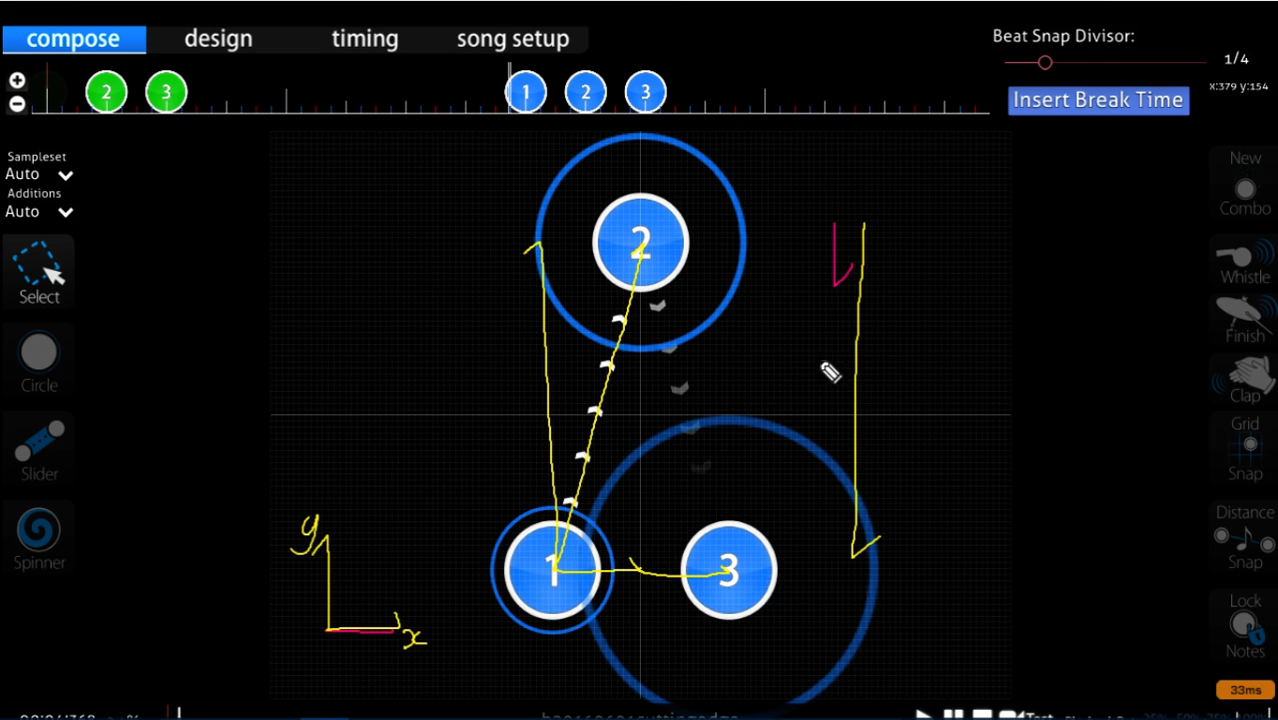 compose design timing song setup
Beat Snap Divisor:
1/4
2 3 1 2 3
Insert Break Time
x:379 y:154
Sampleset
Auto
Additions
Auto
Select
Circle
Slider
Spinner
2
1 3
y
x
New
Combo
Whistle
Finish
Clap
Grid
Snap
Distance
Snap
Lock
Notes
33ms
Test